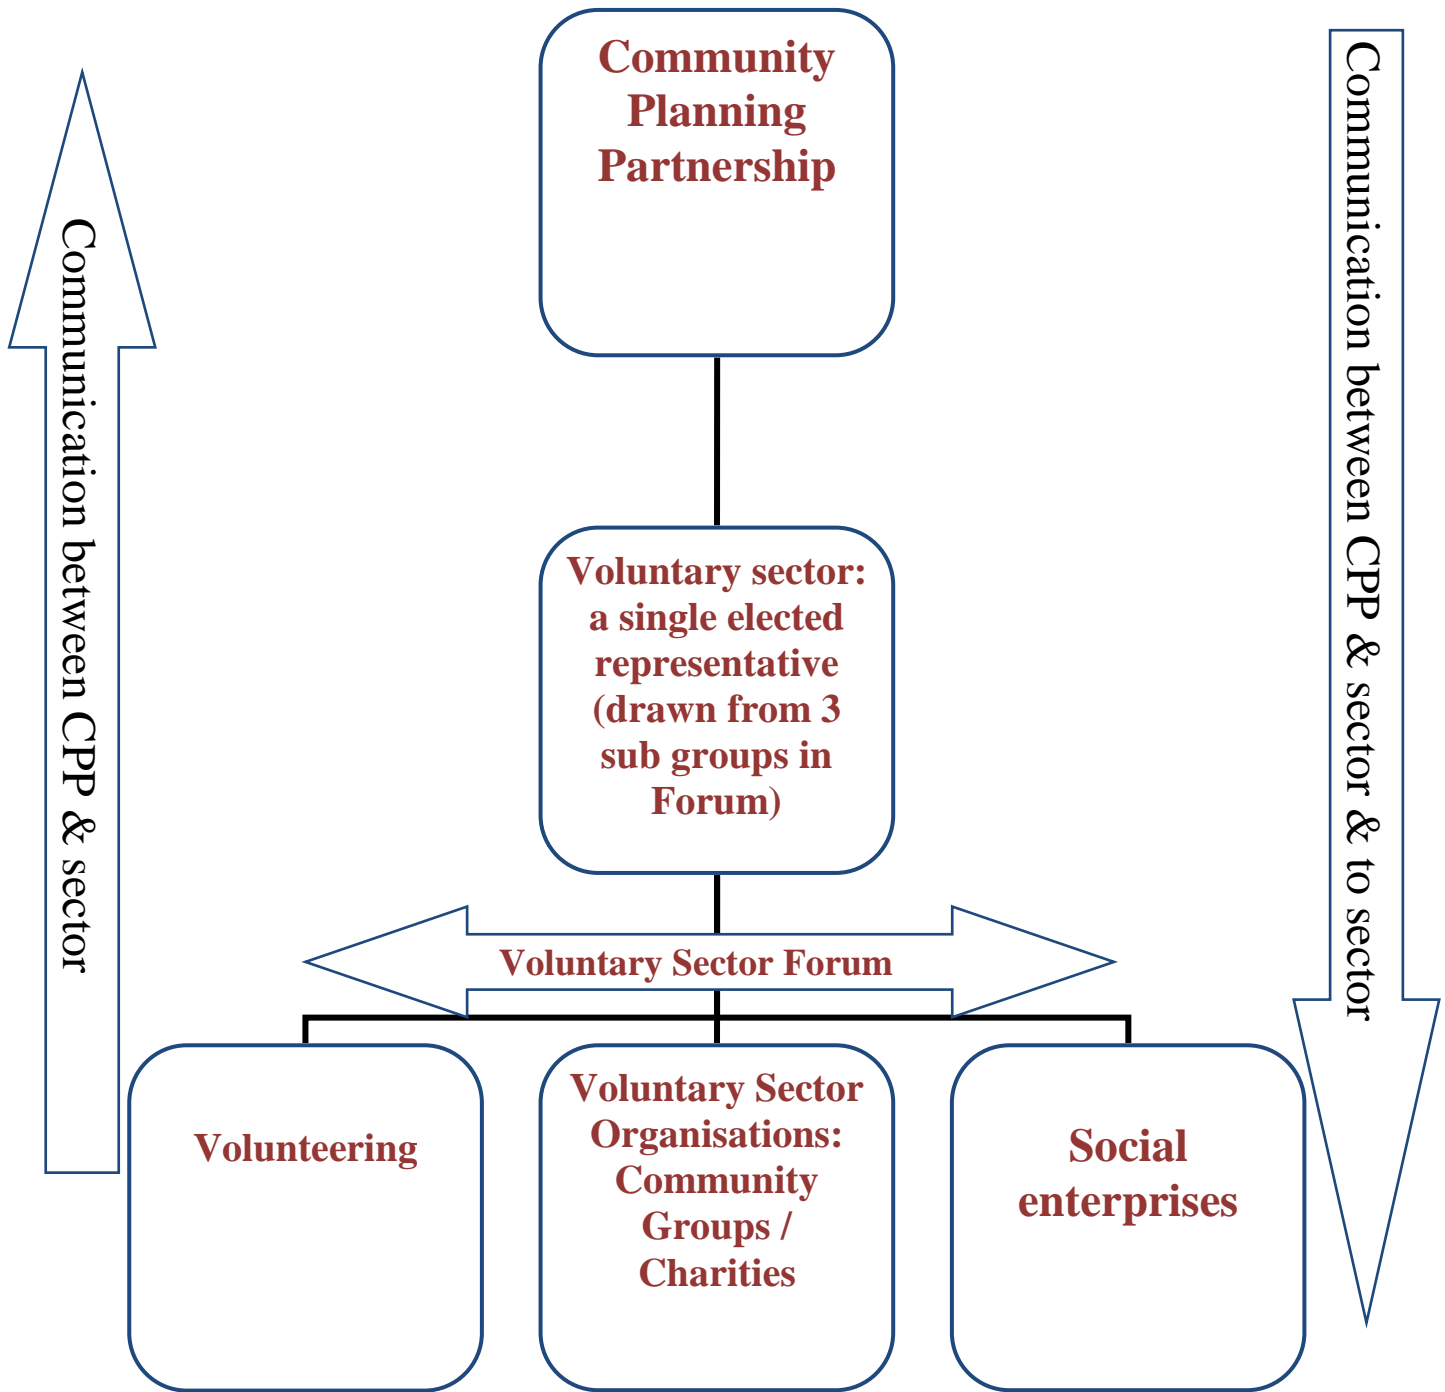 Community
Planning
Partnership
Communication between CPP & sector
Communication between CPP & sector & to sector
Voluntary sector:
a single elected
representative
(drawn from 3
sub groups in
Forum)
Voluntary Sector Forum
Volunteering
Voluntary Sector
Organisations:
Community
Groups /
Charities
Social
enterprises